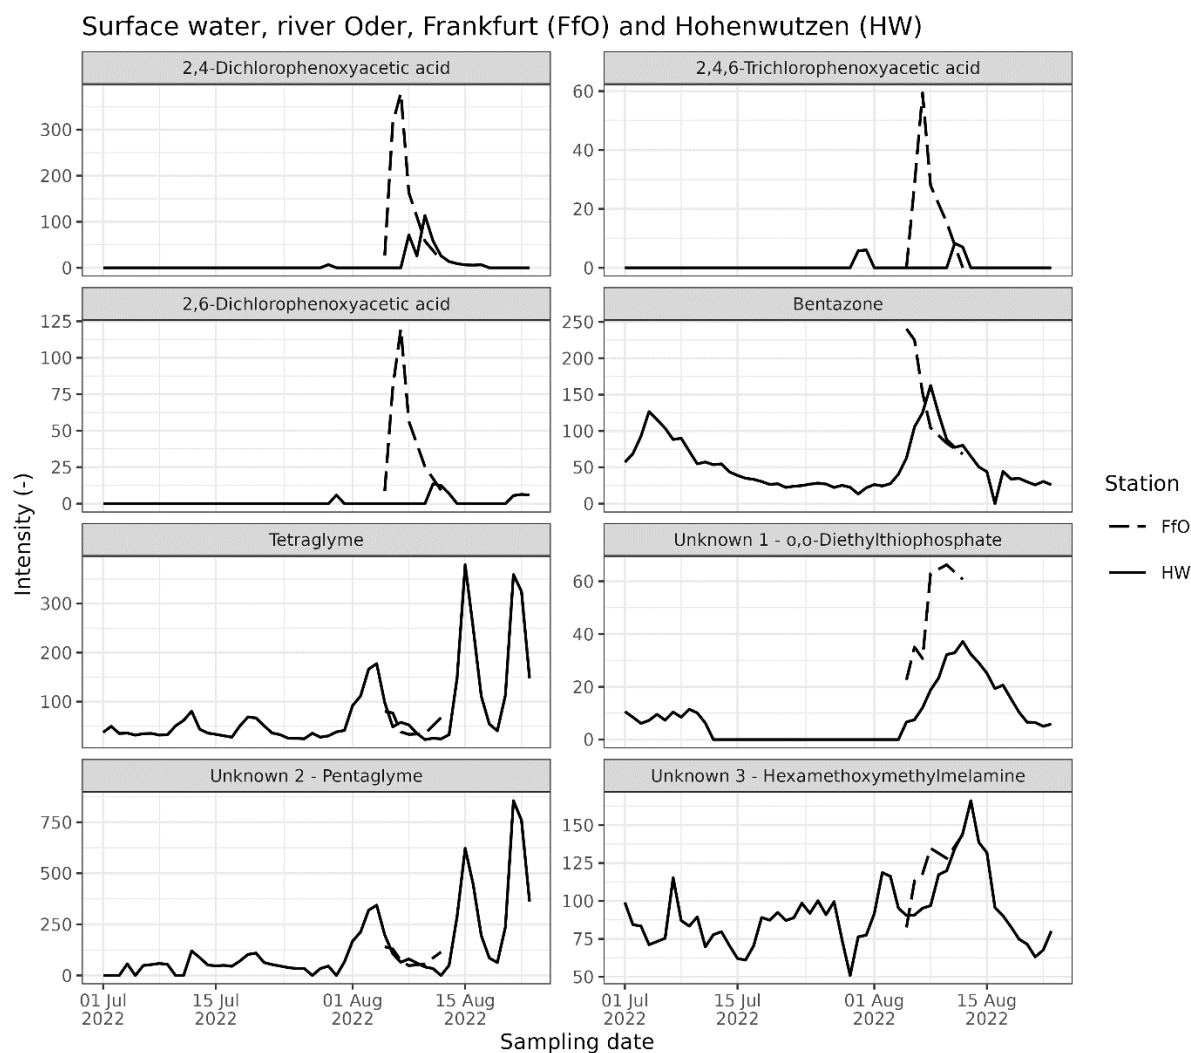 Surface water, river Oder, Frankfurt (FfO) and Hohenwutzen (HW)
2,4-Dichlorophenoxyacetic acid
300
200
100
0
2,4,6-Trichlorophenoxyacetic acid
60
40
20
0
2,6-Dichlorophenoxyacetic acid
125
100
75
50
25
0
Bentazone
250
200
150
100
50
0
Tetraglyme
300
200
100
Unknown 1 - o,o-Diethylthiophosphate
60
40
20
0
Unknown 2 - Pentaglyme
750
500
250
0
01 Jul 2022
15 Jul 2022
01 Aug 2022
15 Aug 2022
Unknown 3 - Hexamethoxymethylmelamine
150
125
100
75
50
01 Jul 2022
15 Jul 2022
01 Aug 2022
15 Aug 2022
Intensity (-)
Sampling date
Station
FfO
HW